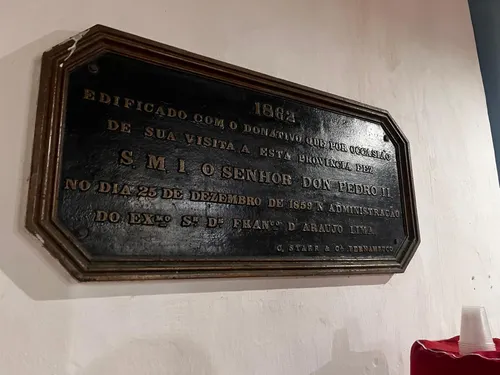 1862
EDIFICADO COM O DONATIVO QUE POR OCCASIÃO
DE SUA VISITA A ESTA PROVINCIA FEZ
S. M. I. O SENHOR DON PEDRO II
NO DIA 25 DE DEZEMBRO DE 1859 A ADMINISTRAÇÃO
DO EXMO. SR. DR. FRANCO. D'ARAUJO LIMA
C. STARR & CA. PERNAMBUCO